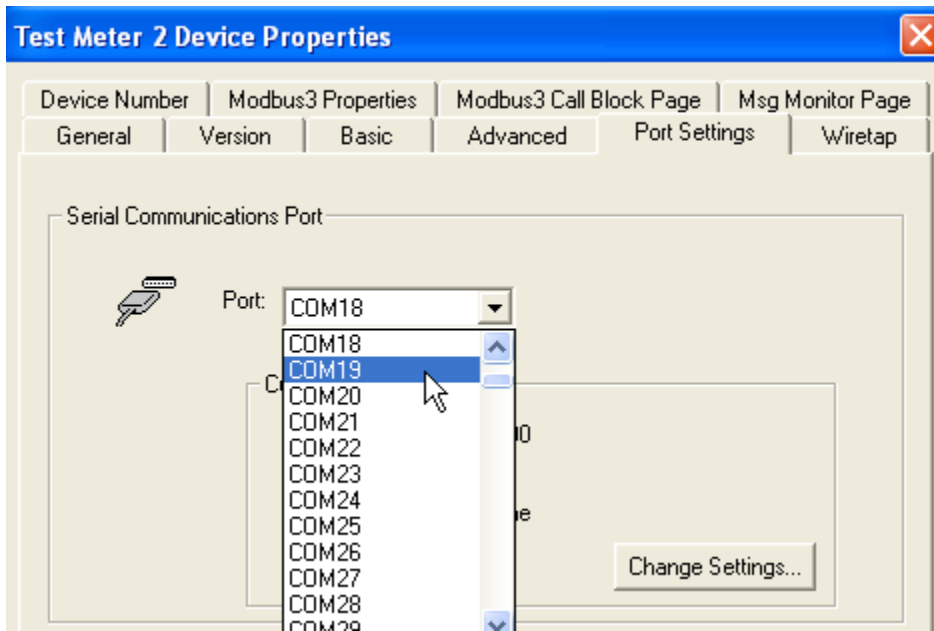 Test Meter 2 Device Properties
Device Number Modbus3 Properties Modbus3 Call Block Page Msg Monitor Page
General Version Basic Advanced Port Settings Wiretap
Serial Communications Port
Port: COM18
COM18
COM19
COM20
COM21
COM22
COM23
COM24
COM25
COM26
COM27
COM28
COM29
Change Settings...